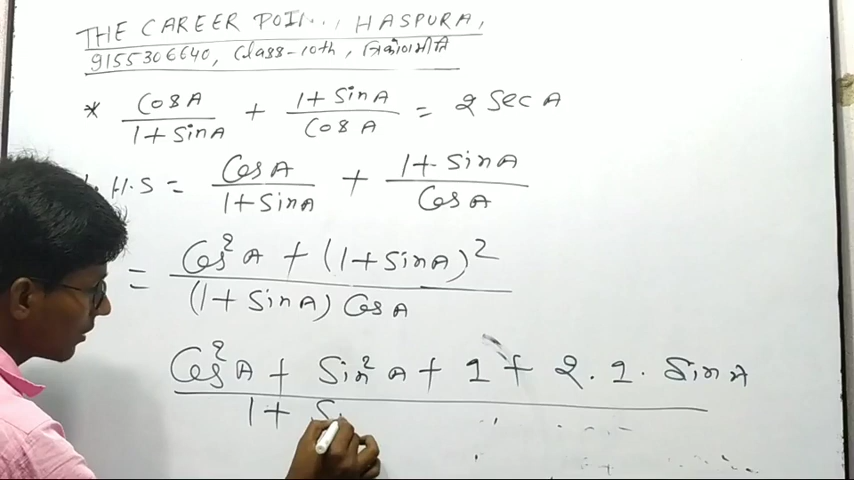 THE CAREER POI..., HASPURA,
9155306640, Class-10th, त्रिकोणमीति
* CosA / 1+SinA + 1+SinA / CosA = 2 Sec A
.H.S = CosA / 1+SinA + 1+SinA / CosA
= Cos²A + (1+SinA)² / (1+SinA) CosA
Cos²A + Sin²A + 1 + 2.1. SinA / 1+ S